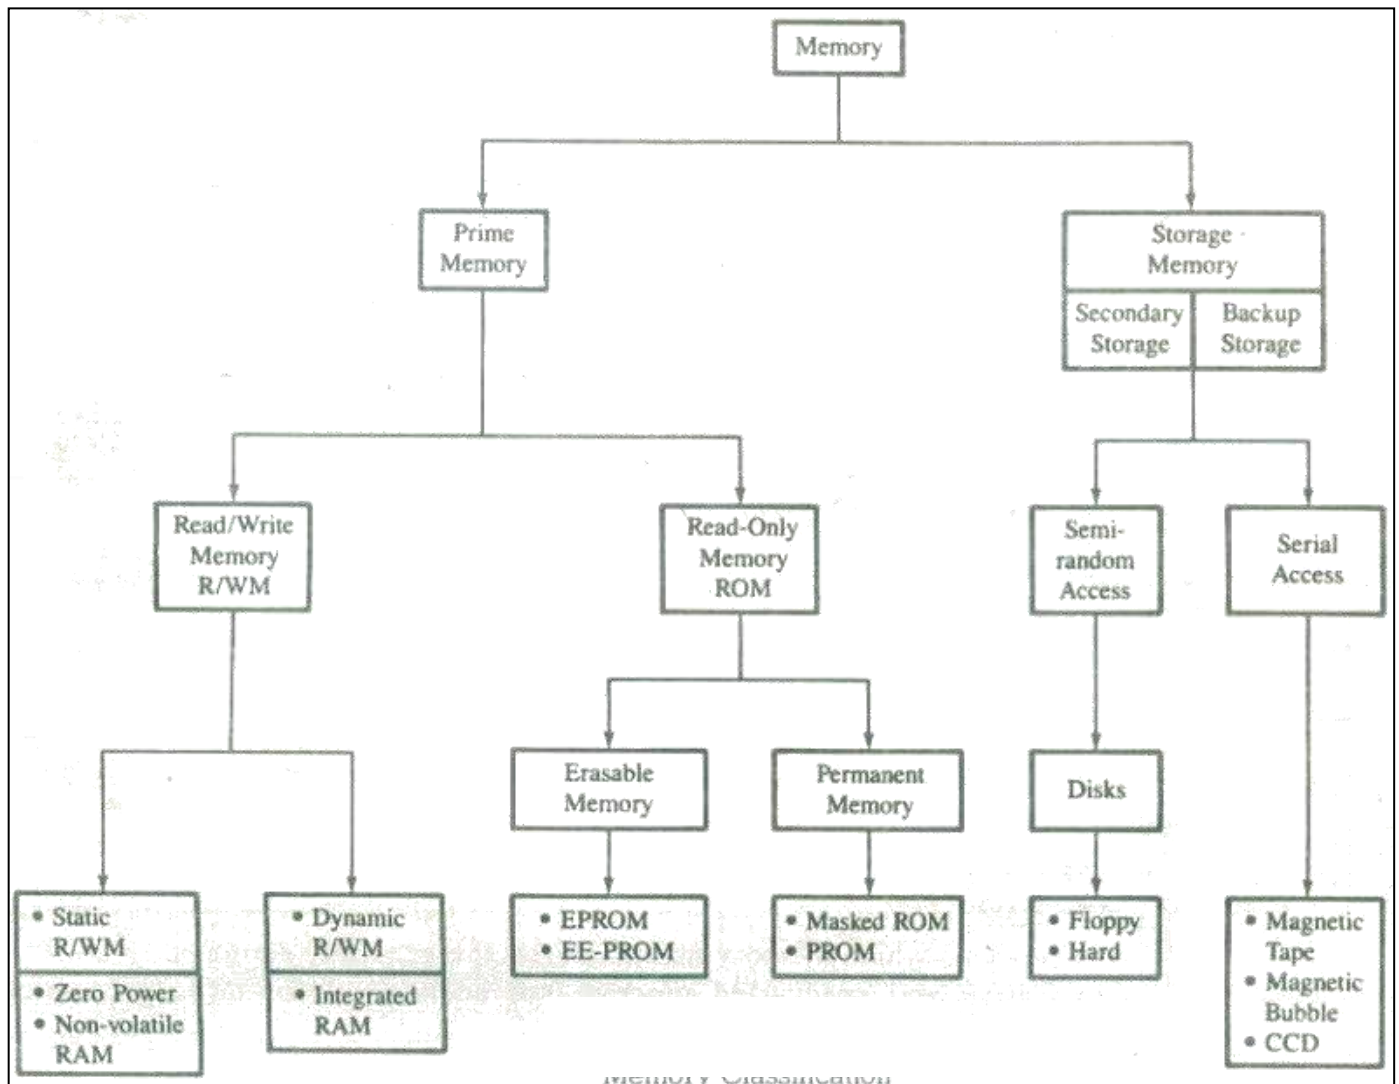 Memory
Prime
Memory
Storage
Memory
Secondary
Storage
Backup
Storage
Read/Write
Memory
R/WM
Read-Only
Memory
ROM
Semi-
random
Access
Serial
Access
Erasable
Memory
Permanent
Memory
Disks
• Static
R/WM
• Zero Power
• Non-volatile
RAM
• Dynamic
R/WM
• Integrated
RAM
• EPROM
• EE-PROM
• Masked ROM
• PROM
• Floppy
• Hard
• Magnetic
Tape
• Magnetic
Bubble
• CCD
Memory Classification